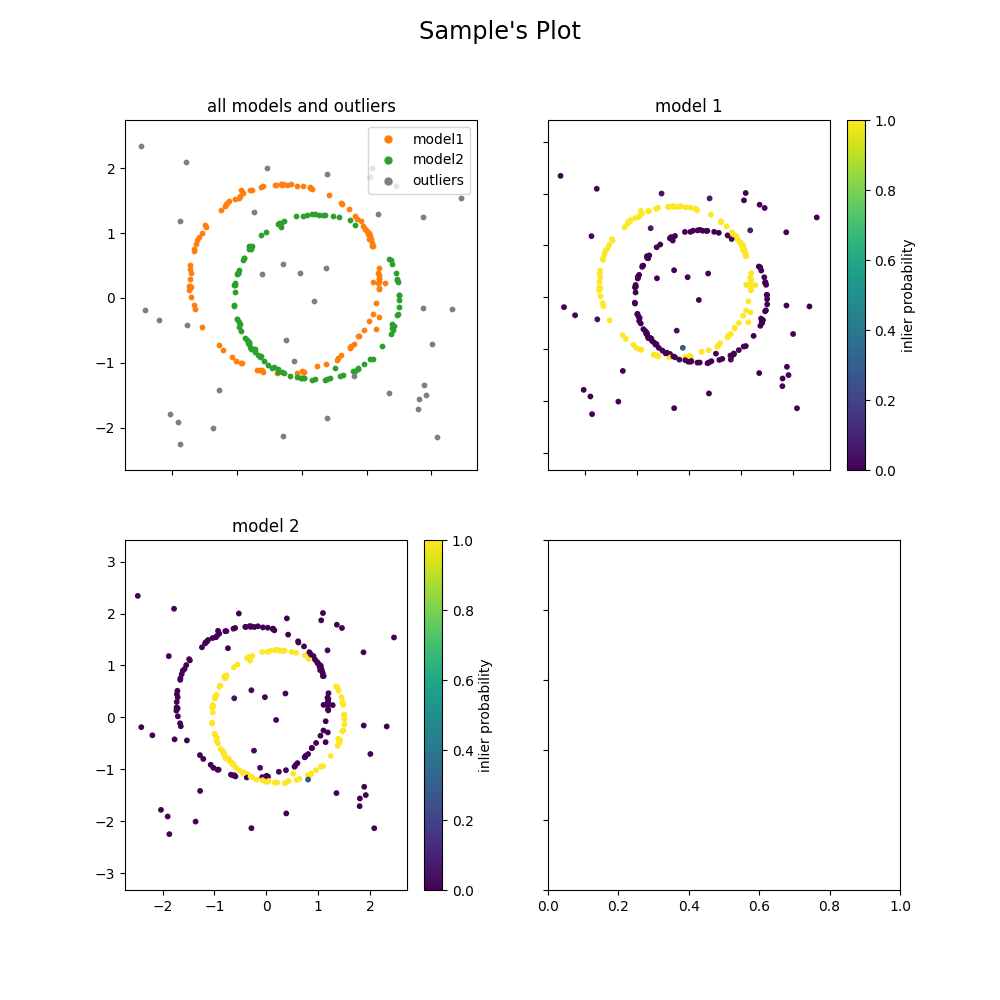 Sample's Plot
all models and outliers
model1
model2
outliers
2
1
0
−1
−2
model 1
1.0
0.8
0.6
0.4
0.2
0.0
inlier probability
model 2
3
2
1
0
−1
−2
−3
−2 −1 0 1 2
1.0
0.8
0.6
0.4
0.2
0.0
inlier probability
0.0 0.2 0.4 0.6 0.8 1.0